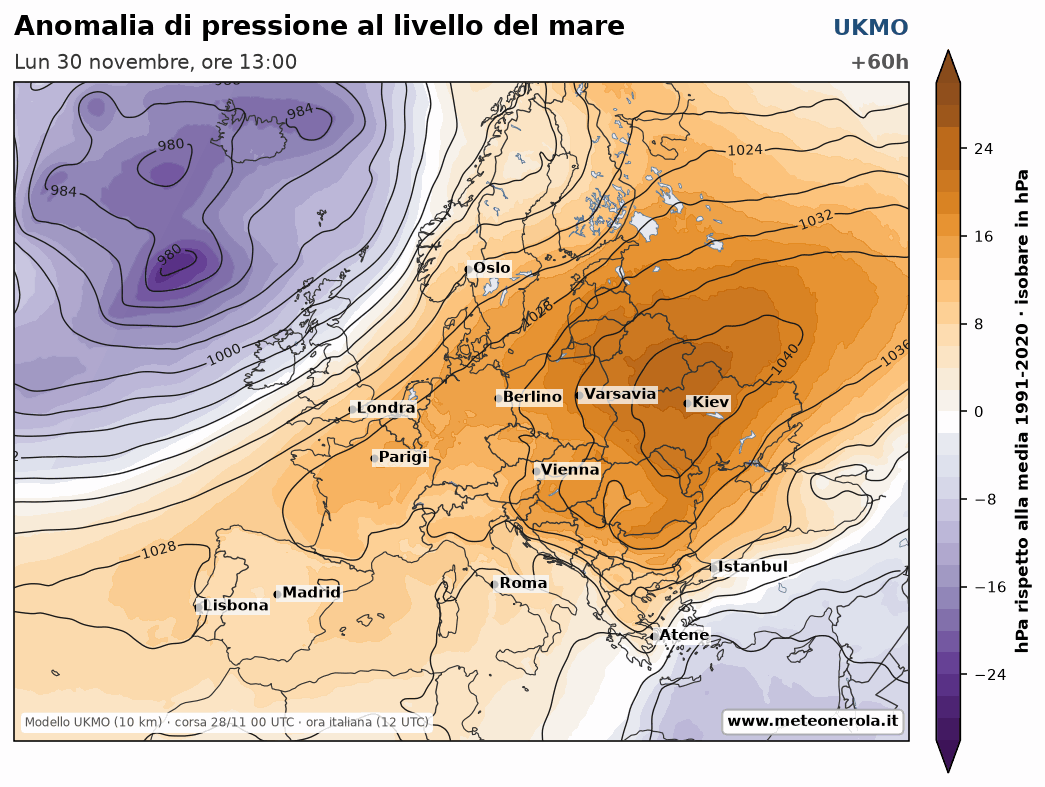 Anomalia di pressione al livello del mare
UKMO
Lun 30 novembre, ore 13:00
+60h
984
980
984
1024
1032
980
Oslo
1028
1000
1040
1036
Berlino
Varsavia
Kiev
Londra
Parigi
Vienna
1028
Istanbul
Roma
Madrid
Lisbona
Atene
Modello UKMO (10 km) · corsa 28/11 00 UTC · ora italiana (12 UTC)
www.meteonerola.it
24
16
8
0
−8
−16
−24
hPa rispetto alla media 1991-2020 · isobare in hPa